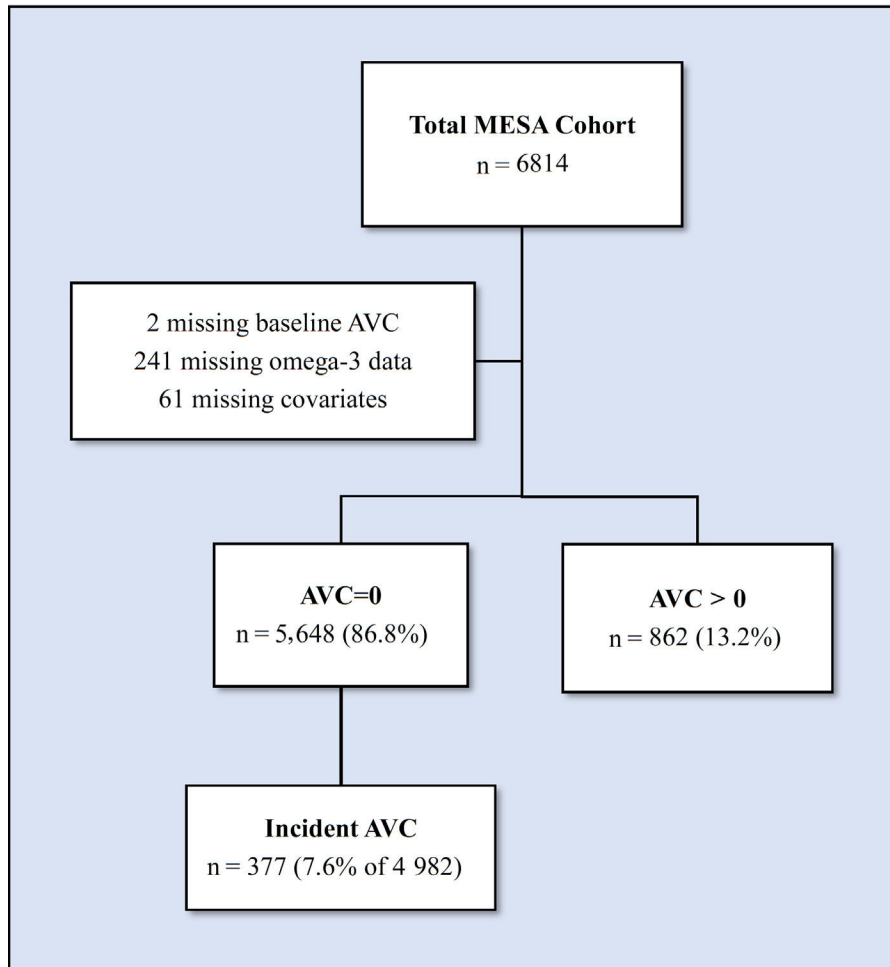 Total MESA Cohort
n = 6814
2 missing baseline AVC
241 missing omega-3 data
61 missing covariates
AVC=0
n = 5,648 (86.8%)
AVC > 0
n = 862 (13.2%)
Incident AVC
n = 377 (7.6% of 4 982)